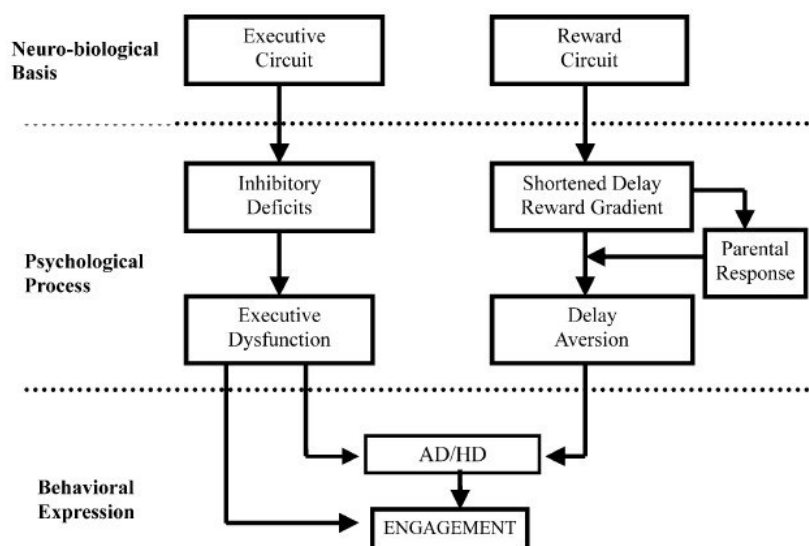 Neuro-biological
Basis
Executive
Circuit
Reward
Circuit
Psychological
Process
Inhibitory
Deficits
Shortened Delay
Reward Gradient
Parental
Response
Executive
Dysfunction
Delay
Aversion
Behavioral
Expression
AD/HD
ENGAGEMENT